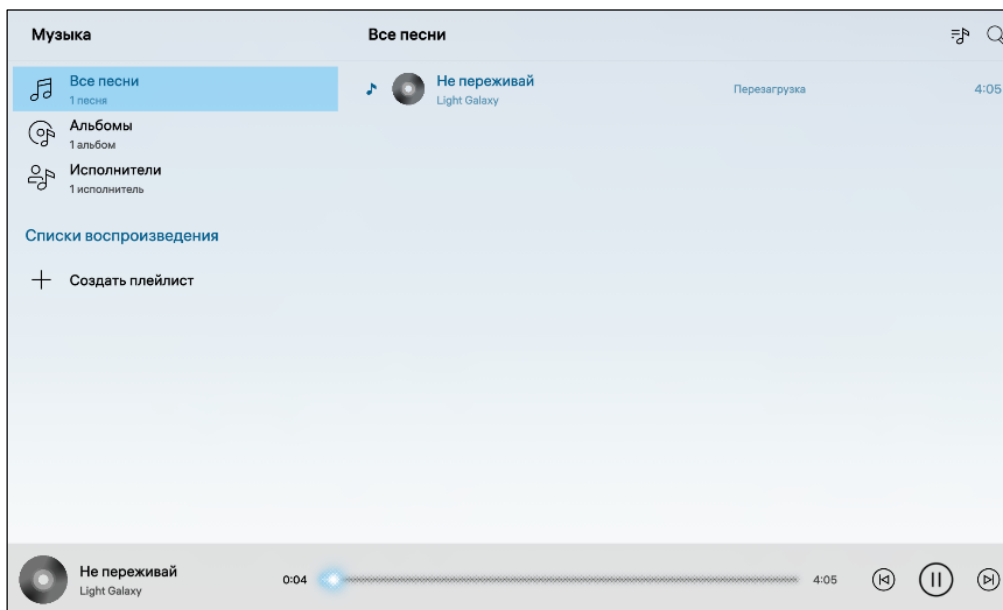 Музыка
Все песни
Все песни
1 песня
Альбомы
1 альбом
Исполнители
1 исполнитель
Списки воспроизведения
Создать плейлист
Не переживай
Light Galaxy
Перезагрузка
4:05
Не переживай
Light Galaxy
0:04
4:05